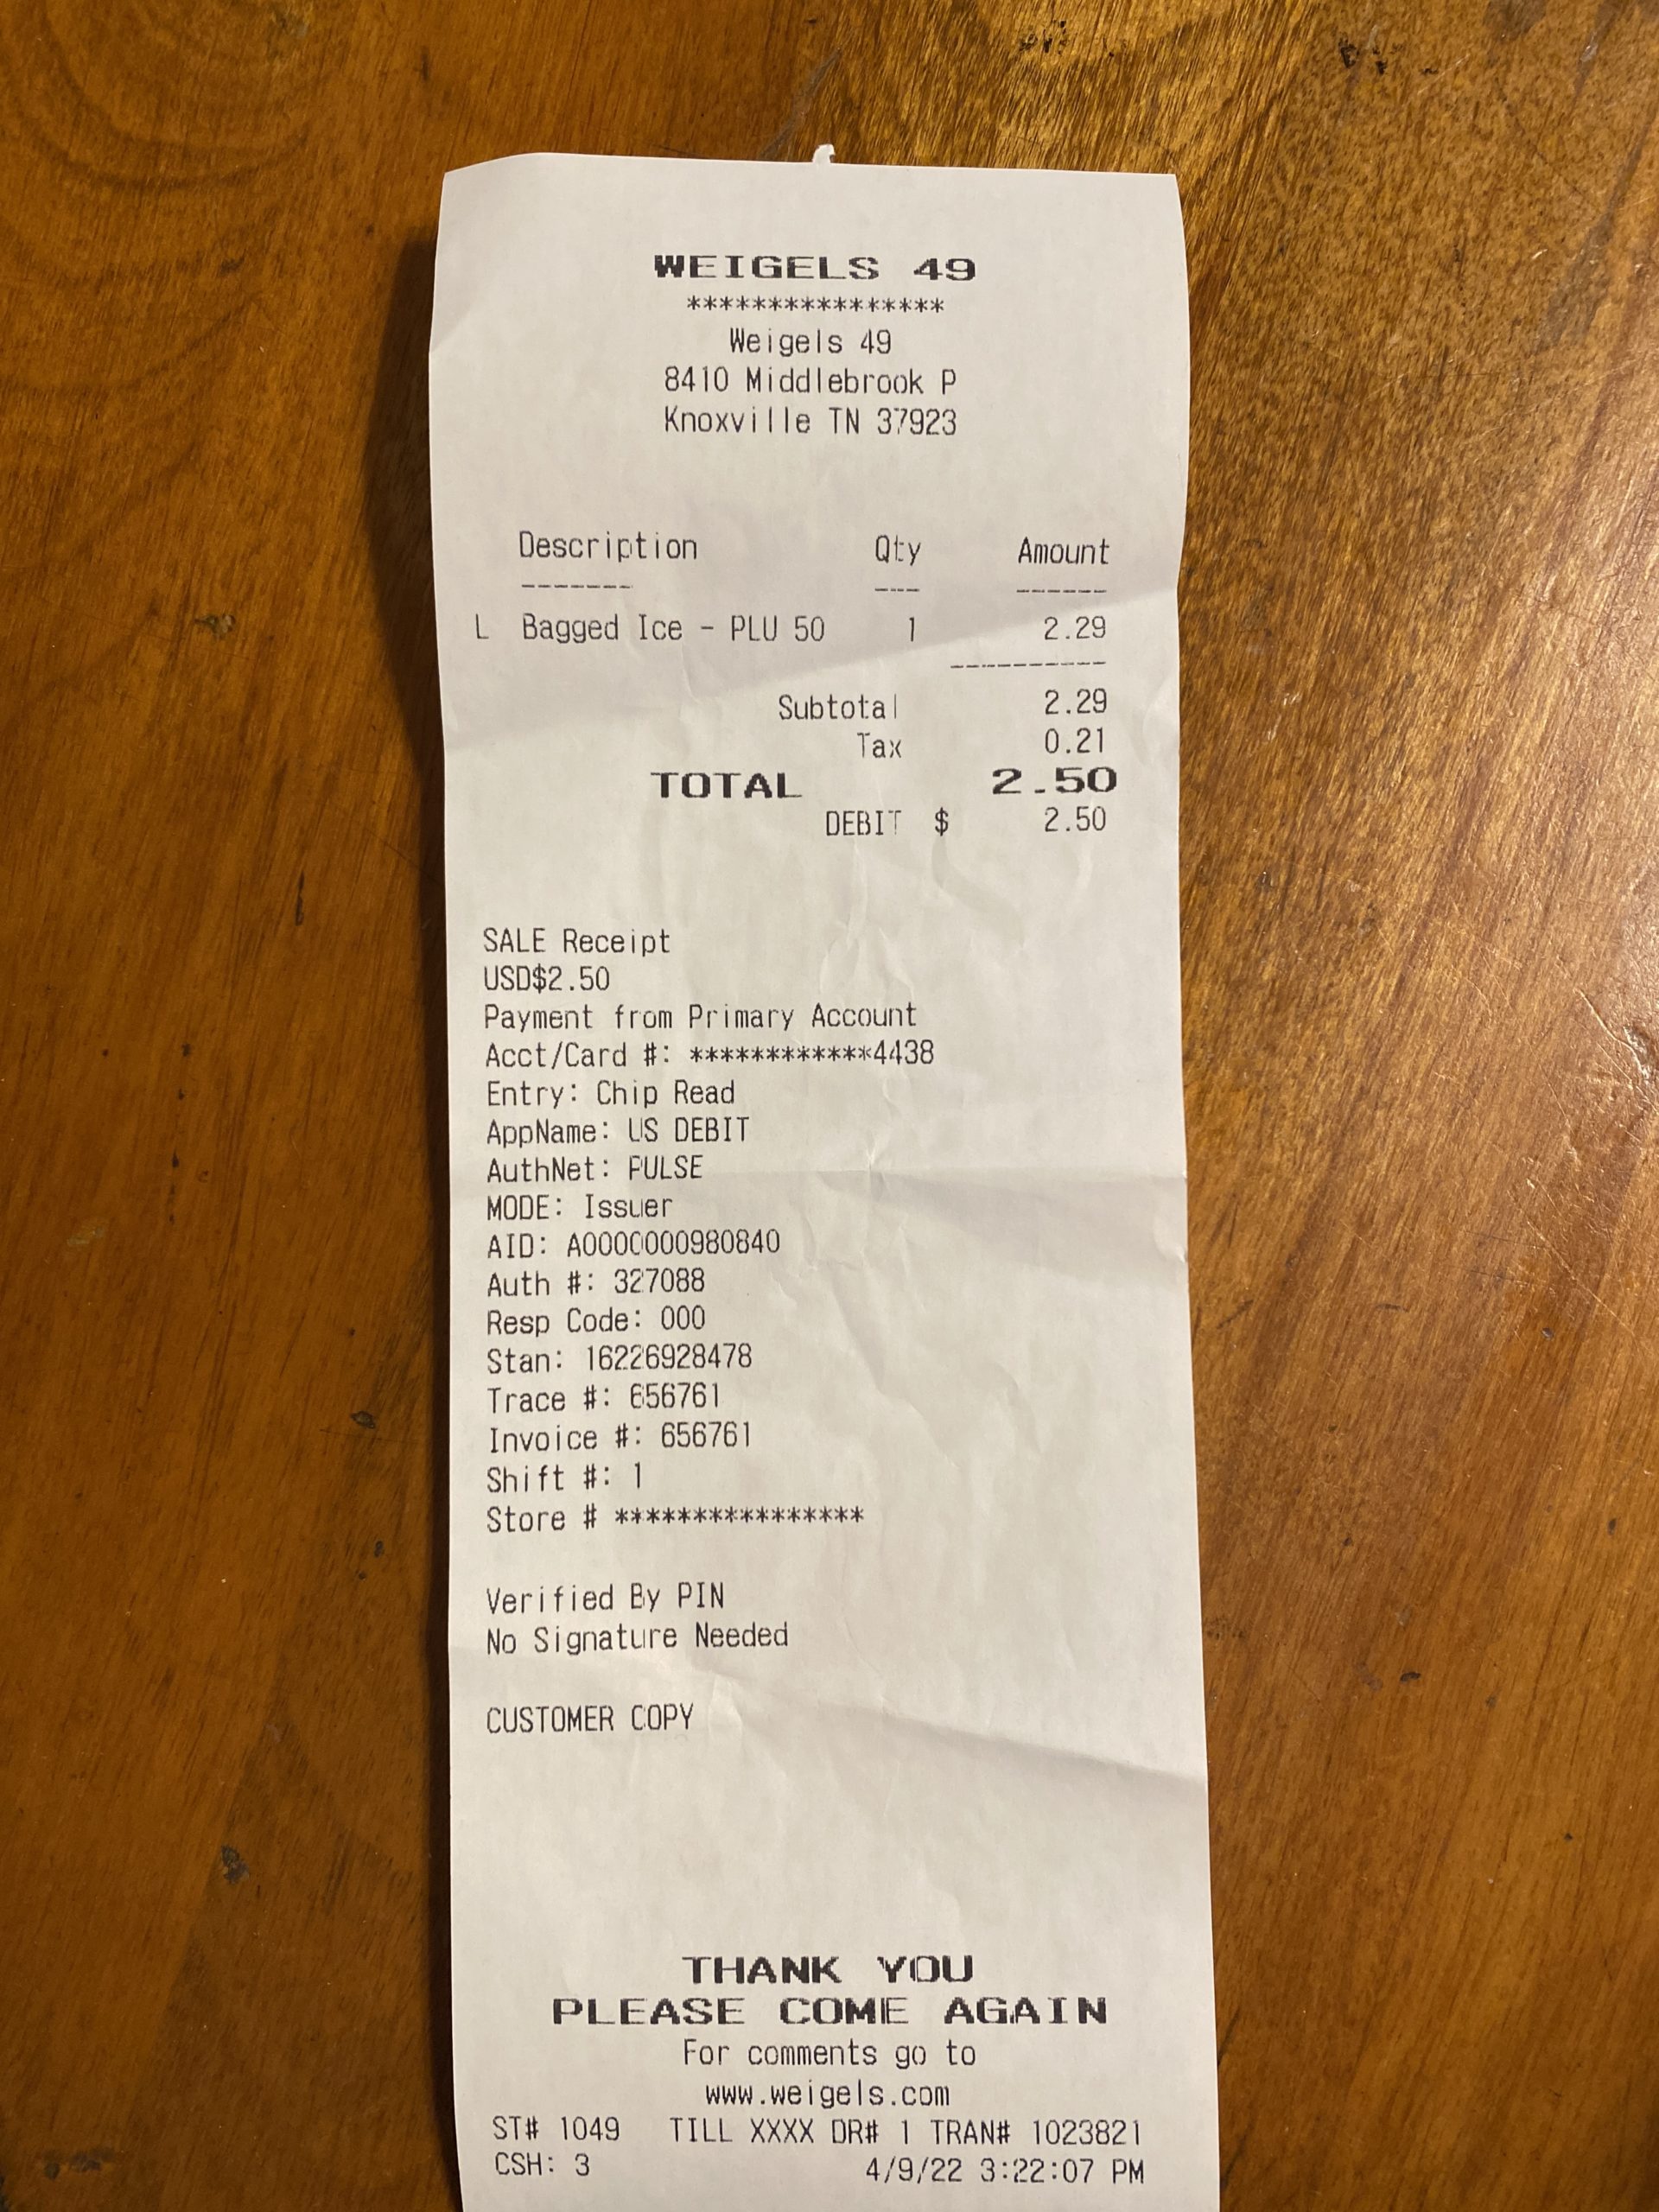 WEIGELS 49
****************
Weigels 49
8410 Middlebrook P
Knoxville TN 37923
Description Qty Amount
------- --- ------
L Bagged Ice - PLU 50 1 2.29
----------
Subtotal 2.29
Tax 0.21
TOTAL 2.50
DEBIT $ 2.50
SALE Receipt
USD$2.50
Payment from Primary Account
Acct/Card #: ************4438
Entry: Chip Read
AppName: US DEBIT
AuthNet: PULSE
MODE: Issuer
AID: A0000000980840
Auth #: 327088
Resp Code: 000
Stan: 16226928478
Trace #: 656761
Invoice #: 656761
Shift #: 1
Store # ****************
Verified By PIN
No Signature Needed
CUSTOMER COPY
THANK YOU
PLEASE COME AGAIN
For comments go to
www.weigels.com
ST# 1049 TILL XXXX DR# 1 TRAN# 1023821
CSH: 3 4/9/22 3:22:07 PM